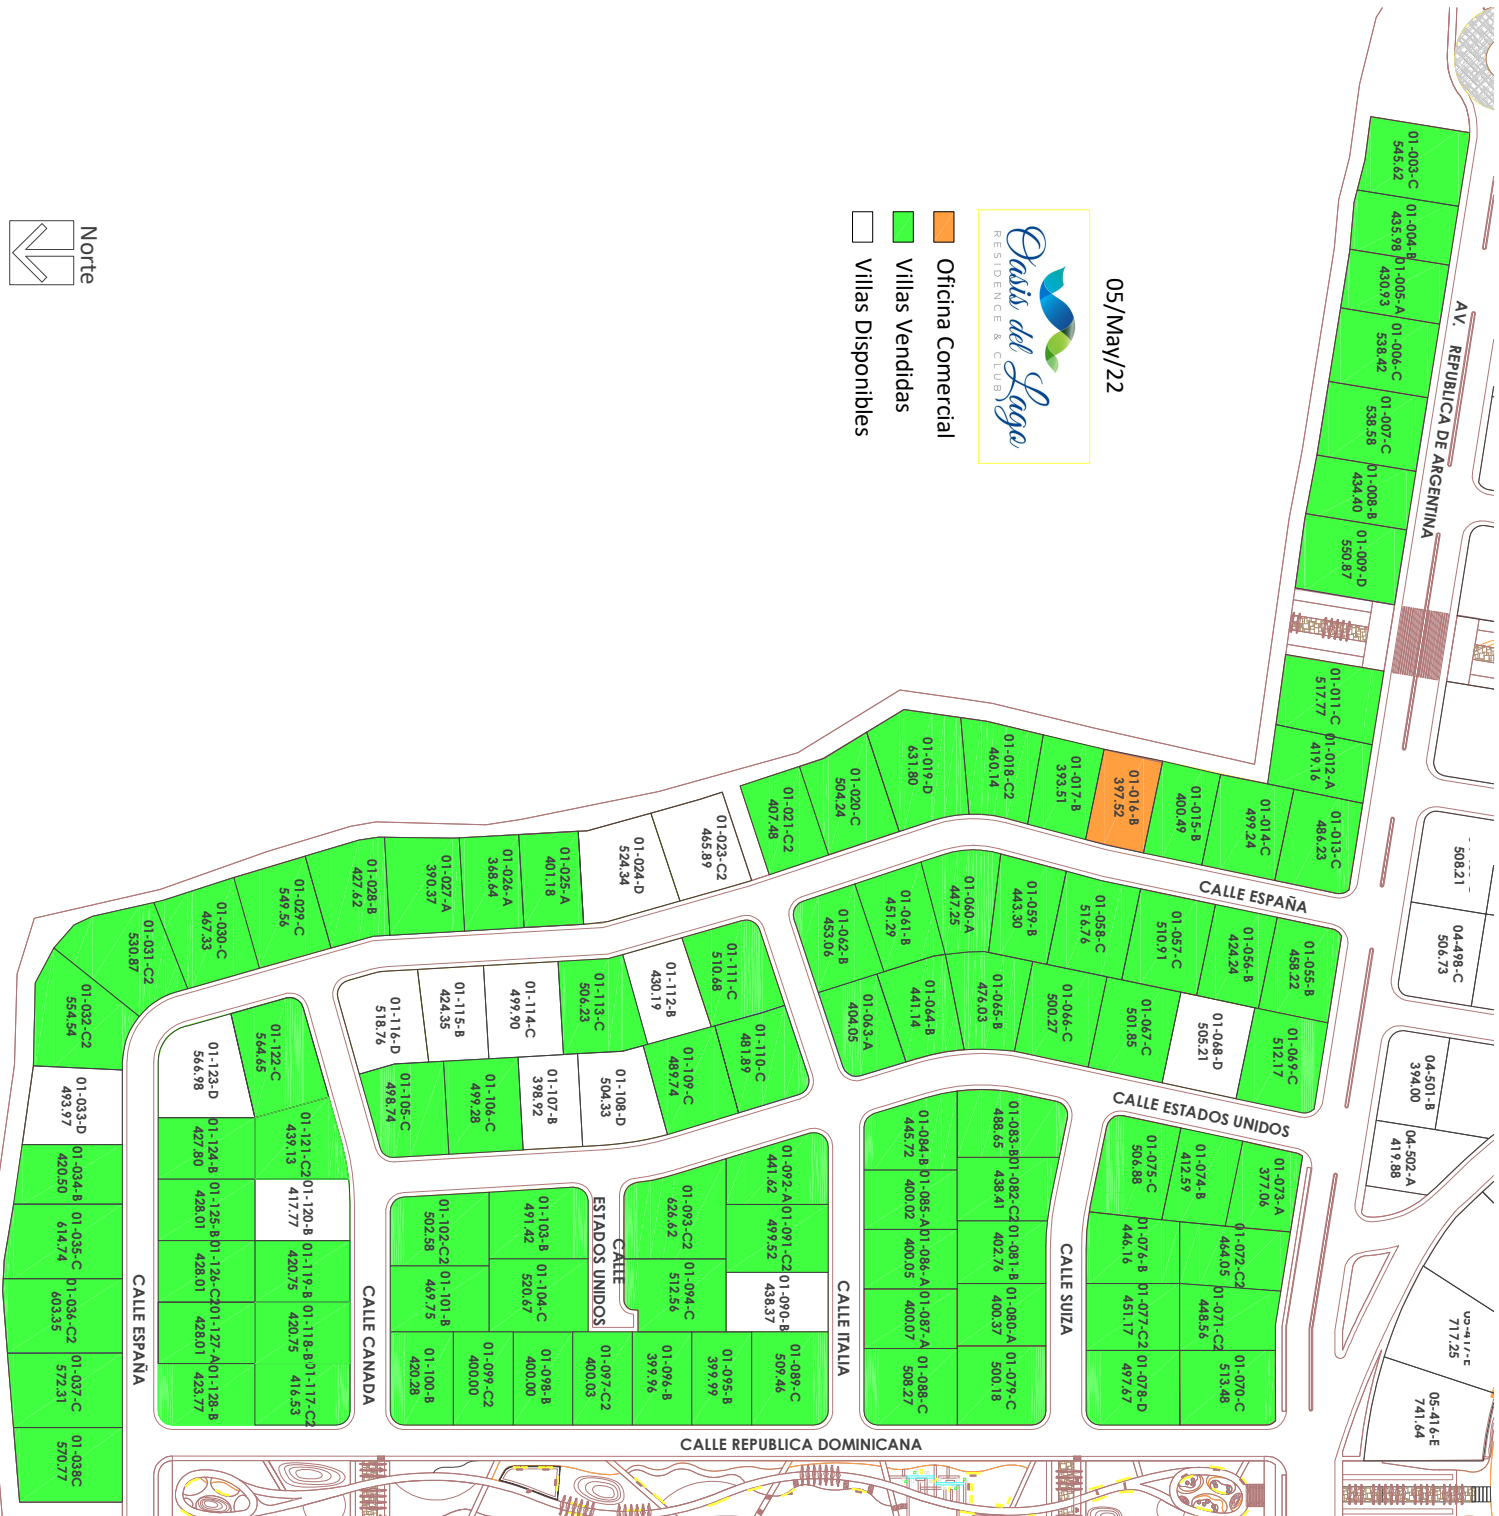 05/May/22
Oasis del Lago
RESIDENCE & CLUB
Oficina Comercial
Villas Vendidas
Villas Disponibles
Norte
AV. REPUBLICA DE ARGENTINA
01-003-C
545.62
01-004-B
435.98
01-005-A
430.93
01-006-C
538.42
01-007-C
538.58
01-008-B
434.40
01-009-D
550.87
01-011-C
517.77
01-012-A
419.16
01-013-C
486.23
01-014-C
499.24
01-015-B
400.49
01-016-B
397.52
01-017-B
393.51
01-018-C2
460.14
01-019-D
631.80
01-020-C
504.24
01-021-C2
407.48
01-023-C2
465.89
01-024-D
524.34
01-025-A
401.18
01-026-A
368.64
01-027-A
390.37
01-028-B
427.62
01-029-C
549.56
01-030-C
467.33
01-031-C2
530.87
01-032-C2
554.54
01-033-D
493.97
01-034-B
420.50
01-035-C
614.74
01-036-C2
603.35
01-037-C
572.31
01-038C
570.77
CALLE ESPAÑA
01-055-B
458.22
01-056-B
424.24
01-057-C
510.91
01-058-C
516.76
01-059-B
443.30
01-060-A
447.25
01-061-B
451.29
01-062-B
453.06
01-063-A
404.05
01-064-B
441.14
01-065-B
476.03
01-066-C
500.27
01-067-C
501.85
01-068-D
505.21
01-069-C
512.17
CALLE ESTADOS UNIDOS
01-070-C
513.48
01-071-C2
448.56
01-072-C2
464.05
01-073-A
377.06
01-074-B
412.59
01-075-C
506.88
01-076-B
446.16
01-077-C2
451.17
01-078-D
497.67
CALLE SUIZA
01-079-C
500.18
01-080-A
400.37
01-081-B
402.76
01-082-C2
438.41
01-083-B
488.65
01-084-B
445.72
01-085-A
400.02
01-086-A
400.05
01-087-A
400.07
01-088-C
508.27
CALLE ITALIA
01-089-C
509.46
01-090-B
438.37
01-091-C2
499.52
01-092-A
441.62
01-093-C2
626.62
01-094-C
512.56
01-095-B
399.99
01-096-B
399.96
01-097-C2
400.03
01-098-B
400.00
01-099-C2
400.00
01-100-B
420.28
01-101-B
469.75
01-102-C2
502.58
01-103-B
491.42
01-104-C
520.67
CALLE
ESTADOS UNIDOS
01-105-C
498.74
01-106-C
499.28
01-107-B
398.92
01-108-D
504.33
01-109-C
489.74
01-110-C
481.89
01-111-C
510.68
01-112-B
430.19
01-113-C
506.23
01-114-C
499.90
01-115-B
424.35
01-116-D
518.76
CALLE CANADA
01-117-C2
416.53
01-118-B
420.75
01-119-B
420.75
01-120-B
417.77
01-121-C2
439.13
01-122-C
564.65
01-123-D
566.98
01-124-B
427.80
01-125-B
428.01
01-126-C2
428.01
01-127-A
428.01
01-128-B
423.77
CALLE ESPAÑA
CALLE REPUBLICA DOMINICANA
508.21
04-498-C
506.73
04-501-B
394.00
04-502-A
419.88
717.25
05-416-E
741.64